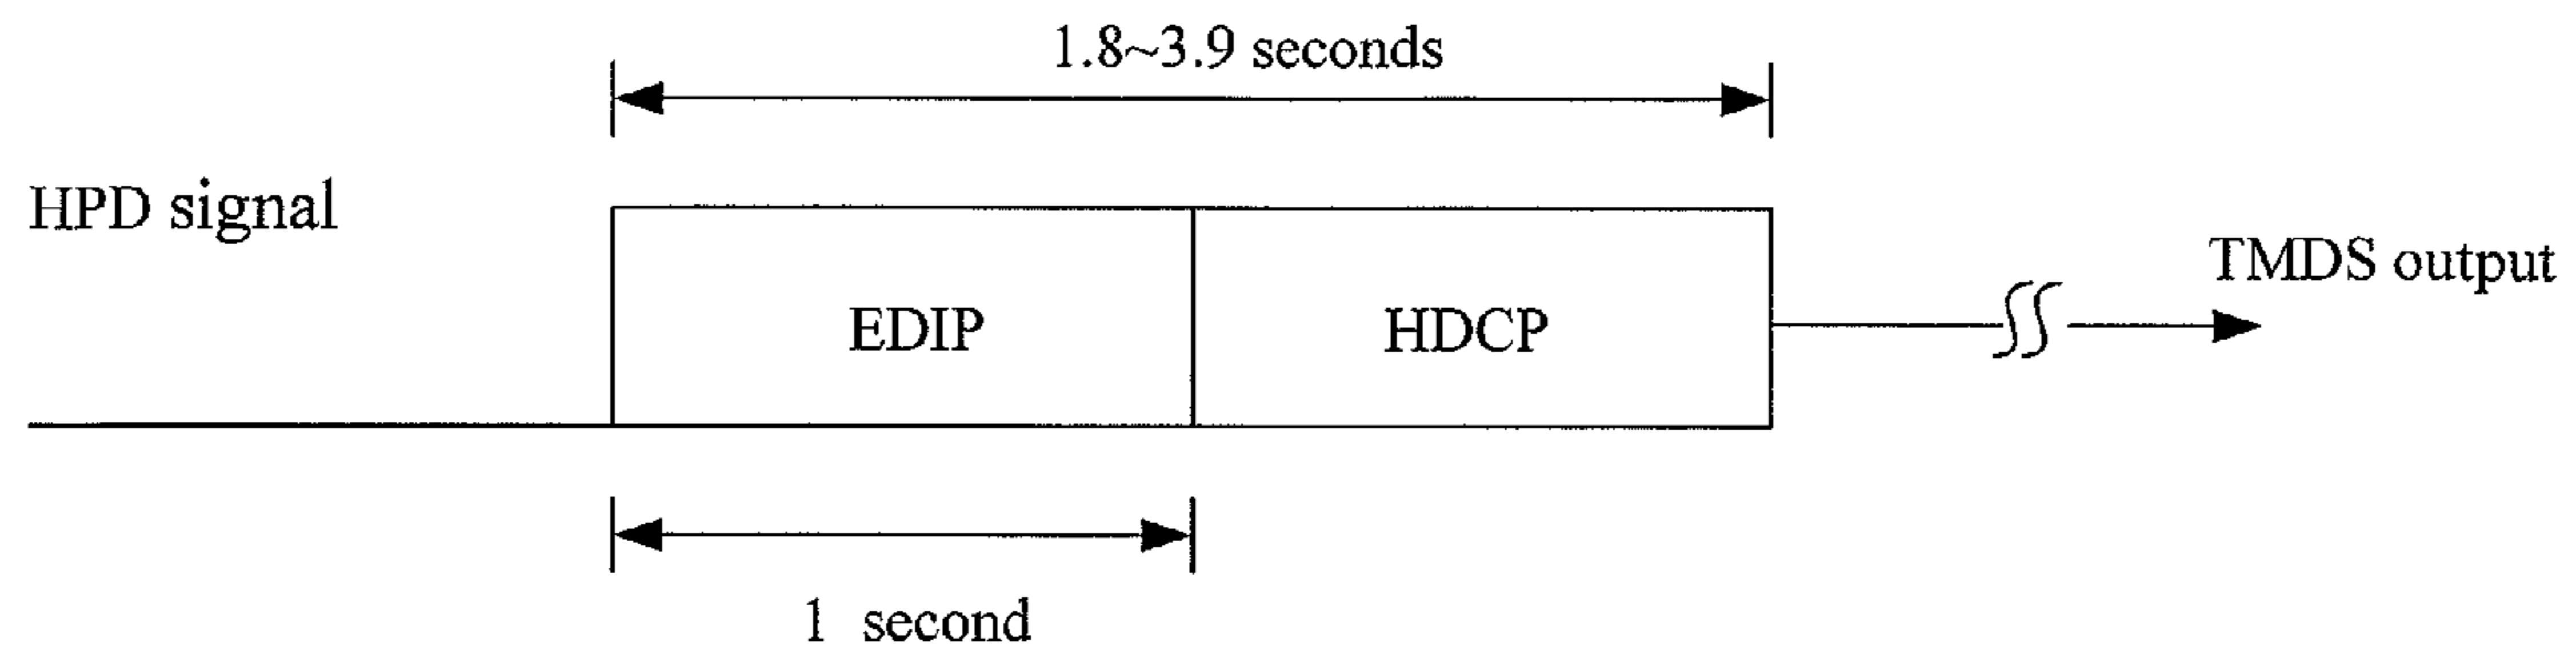 1.8~3.9 seconds
HPD signal
TMDS output
EDIP
HDCP
1 second